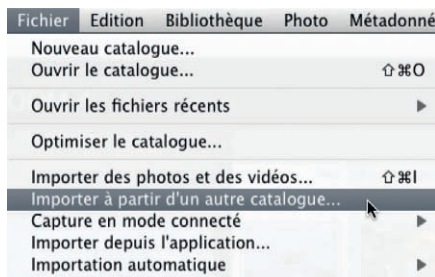 Fichier Edition Bibliothèque Photo Métadonné
Nouveau catalogue...
Ouvrir le catalogue... ⇧⌘O
Ouvrir les fichiers récents ▶
Optimiser le catalogue...
Importer des photos et des vidéos... ⇧⌘I
Importer à partir d'un autre catalogue...
Capture en mode connecté ▶
Importer depuis l'application...
Importation automatique ▶